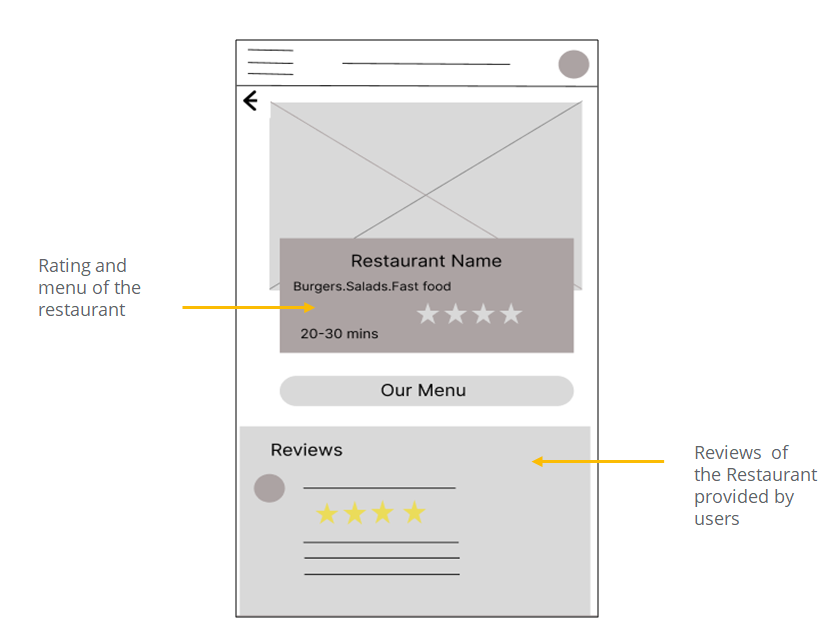 Rating and
menu of the
restaurant
Restaurant Name
Burgers.Salads.Fast food
20-30 mins
Our Menu
Reviews
Reviews of
the Restaurant
provided by
users